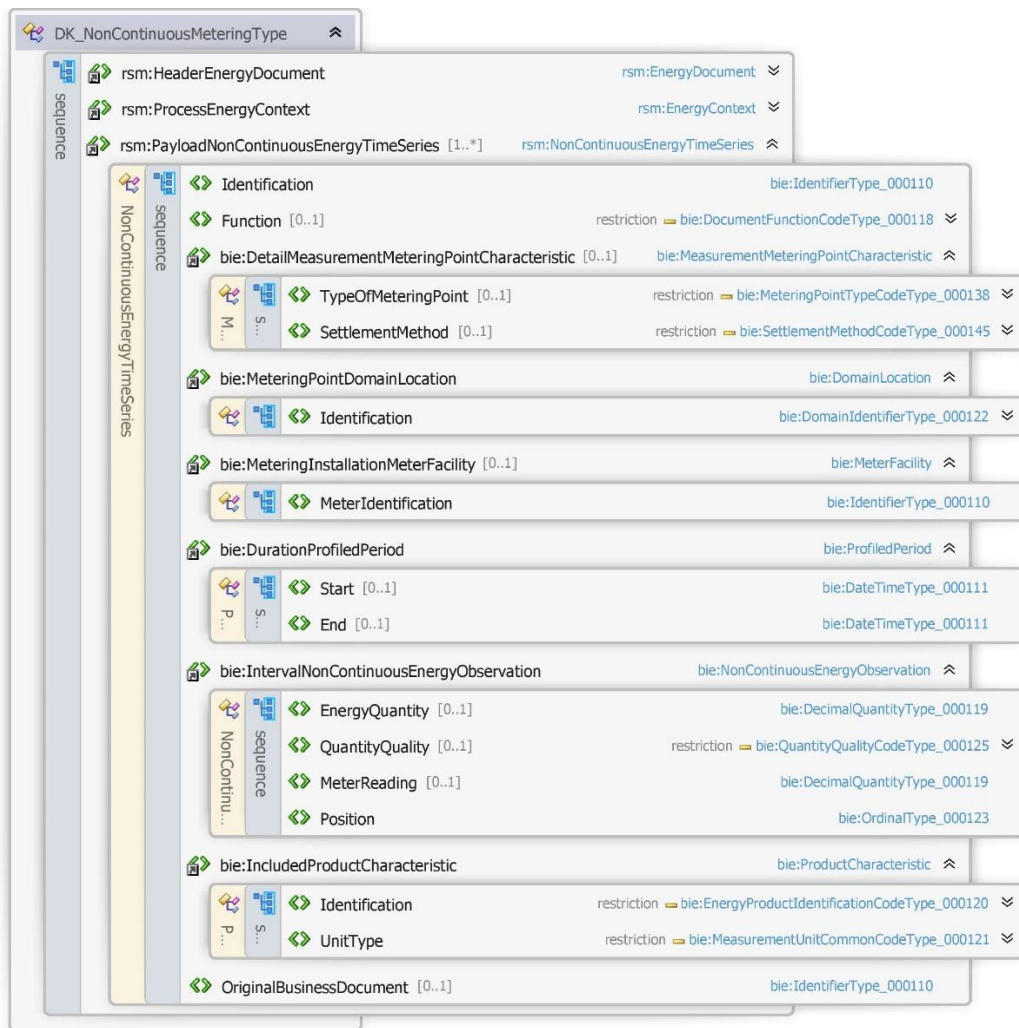 DK_NonContinuousMeteringType
sequence
rsm:HeaderEnergyDocument rsm:EnergyDocument
rsm:ProcessEnergyContext rsm:EnergyContext
rsm:PayloadNonContinuousEnergyTimeSeries [1..*] rsm:NonContinuousEnergyTimeSeries
NonContinuousEnergyTimeSeries
sequence
Identification bie:IdentifierType_000110
Function [0..1] restriction bie:DocumentFunctionCodeType_000118
bie:DetailMeasurementMeteringPointCharacteristic [0..1] bie:MeasurementMeteringPointCharacteristic
M...
s...
TypeOfMeteringPoint [0..1] restriction bie:MeteringPointTypeCodeType_000138
SettlementMethod [0..1] restriction bie:SettlementMethodCodeType_000145
bie:MeteringPointDomainLocation bie:DomainLocation
Identification bie:DomainIdentifierType_000122
bie:MeteringInstallationMeterFacility [0..1] bie:MeterFacility
MeterIdentification bie:IdentifierType_000110
bie:DurationProfiledPeriod bie:ProfiledPeriod
P...
s...
Start [0..1] bie:DateTimeType_000111
End [0..1] bie:DateTimeType_000111
bie:IntervalNonContinuousEnergyObservation bie:NonContinuousEnergyObservation
NonContinu...
sequence
EnergyQuantity [0..1] bie:DecimalQuantityType_000119
QuantityQuality [0..1] restriction bie:QuantityQualityCodeType_000125
MeterReading [0..1] bie:DecimalQuantityType_000119
Position bie:OrdinalType_000123
bie:IncludedProductCharacteristic bie:ProductCharacteristic
P...
s...
Identification restriction bie:EnergyProductIdentificationCodeType_000120
UnitType restriction bie:MeasurementUnitCommonCodeType_000121
OriginalBusinessDocument [0..1] bie:IdentifierType_000110